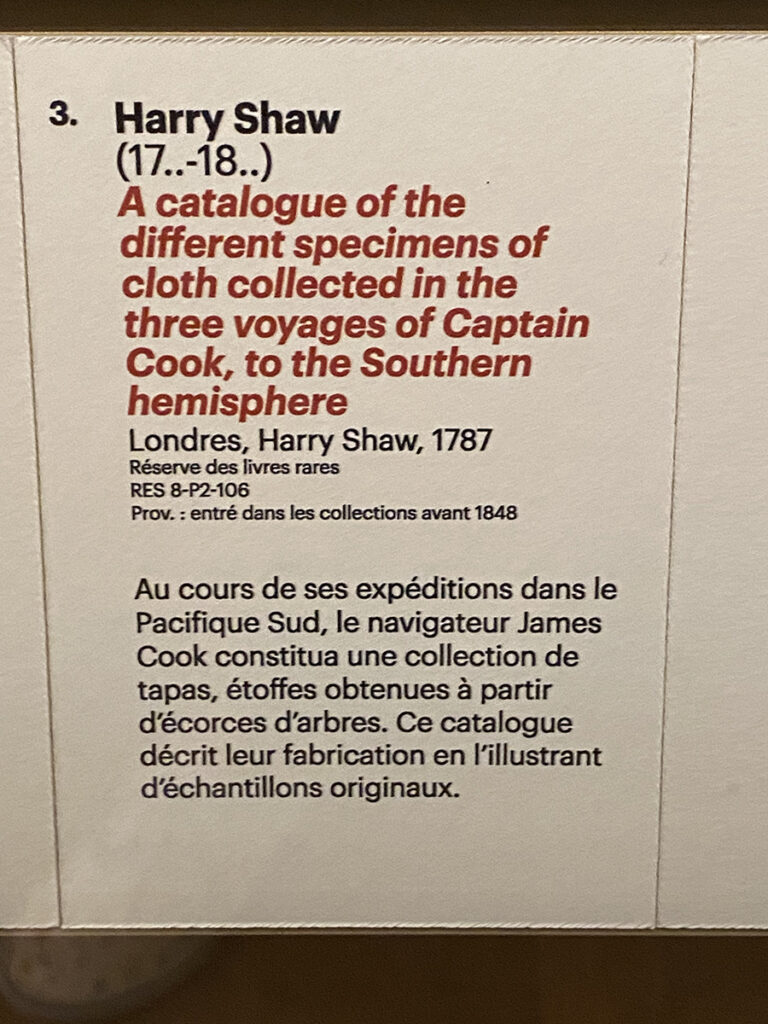 3. Harry Shaw
(17..-18..)
A catalogue of the
different specimens of
cloth collected in the
three voyages of Captain
Cook, to the Southern
hemisphere
Londres, Harry Shaw, 1787
Réserve des livres rares
RES 8-P2-106
Prov. : entré dans les collections avant 1848
Au cours de ses expéditions dans le
Pacifique Sud, le navigateur James
Cook constitua une collection de
tapas, étoffes obtenues à partir
d’écorces d’arbres. Ce catalogue
décrit leur fabrication en l’illustrant
d’échantillons originaux.